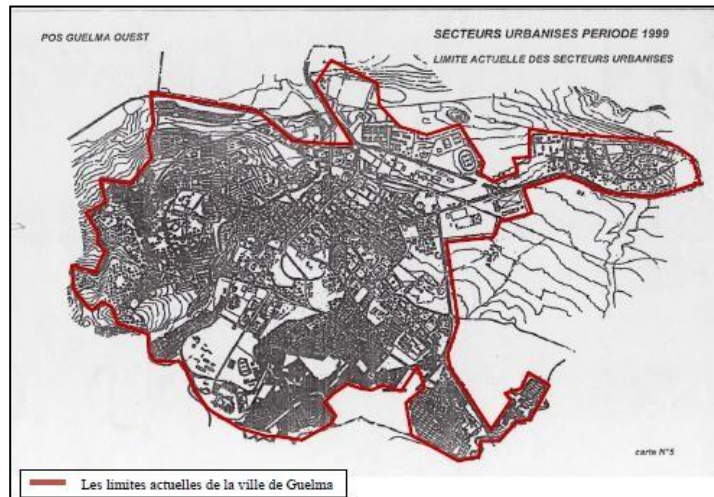 POS GUELMA OUEST
SECTEURS URBANISES PERIODE 1999
LIMITE ACTUELLE DES SECTEURS URBANISES
carte N°5
Les limites actuelles de la ville de Guelma